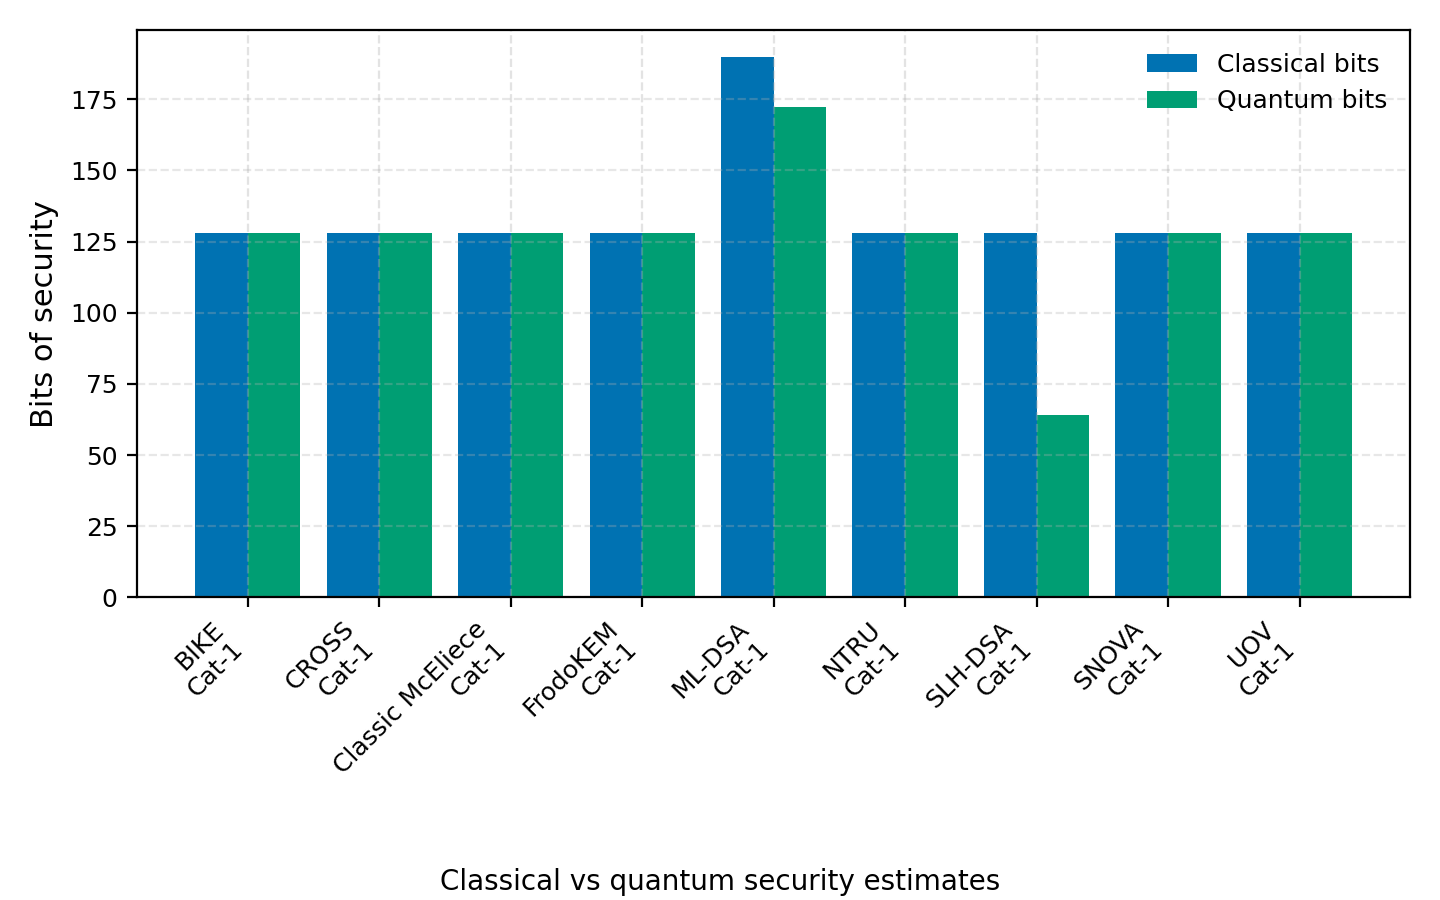 Classical bits
Quantum bits
Bits of security
175
150
125
100
75
50
25
0
BIKE
Cat-1
CROSS
Cat-1
Classic McEliece
Cat-1
FrodoKEM
Cat-1
ML-DSA
Cat-1
NTRU
Cat-1
SLH-DSA
Cat-1
SNOVA
Cat-1
UOV
Cat-1
Classical vs quantum security estimates